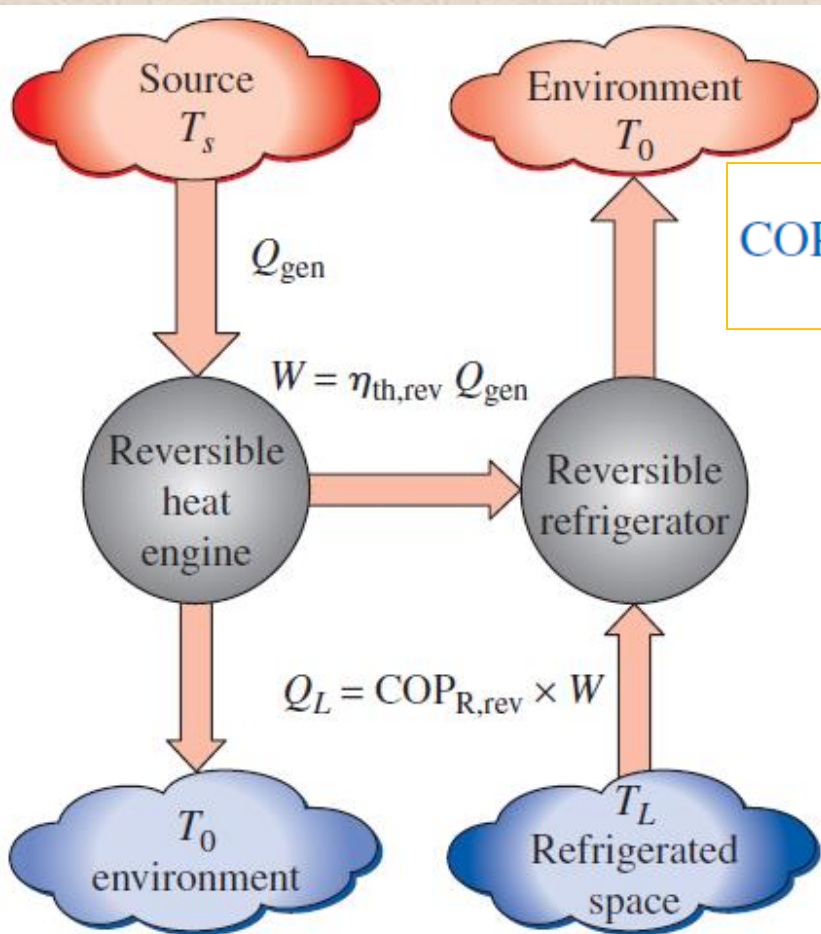 Source
T_s
Environment
T_0
COP
Q_gen
W = η_th,rev Q_gen
Reversible
heat
engine
Reversible
refrigerator
Q_L = COP_R,rev × W
T_0
environment
T_L
Refrigerated
space